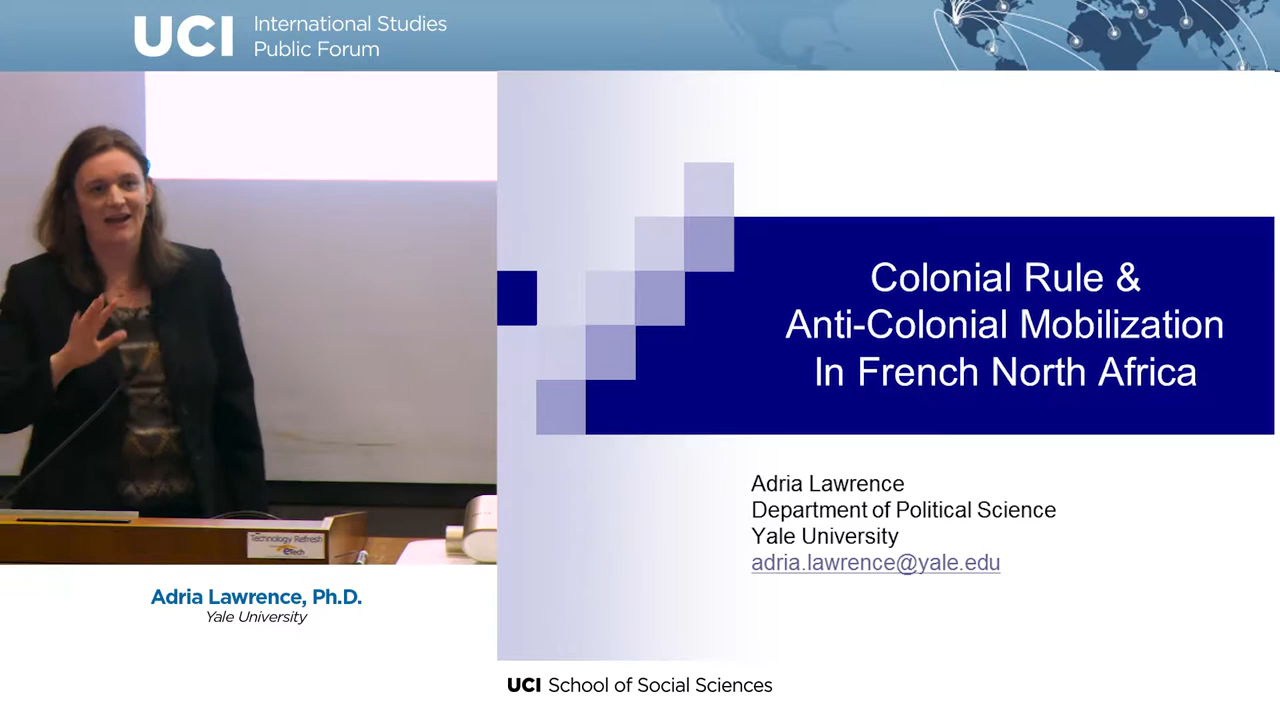 UCI International Studies
Public Forum
Colonial Rule &
Anti-Colonial Mobilization
In French North Africa
Adria Lawrence
Department of Political Science
Yale University
adria.lawrence@yale.edu
Technology Refresh
eTech
Adria Lawrence, Ph.D.
Yale University
UCI School of Social Sciences